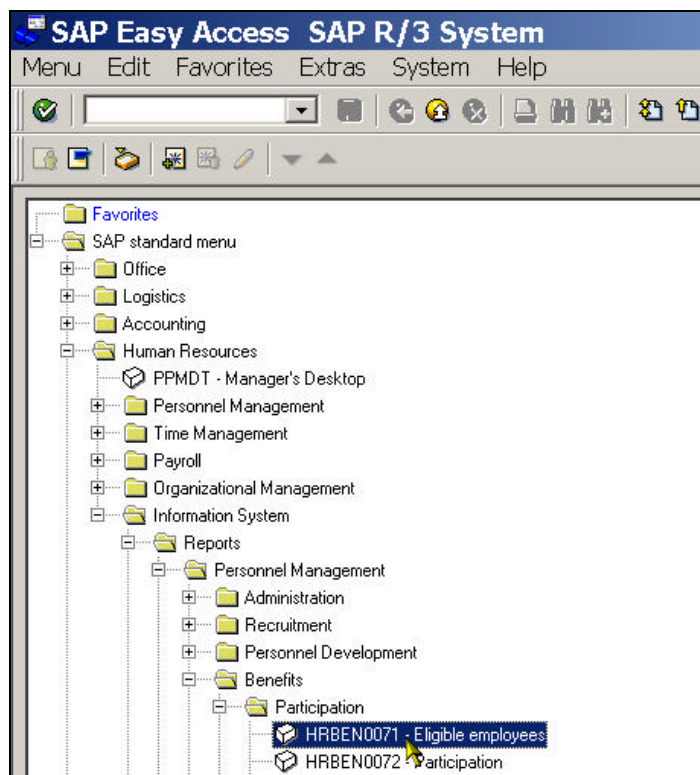 SAP Easy Access SAP R/3 System
Menu Edit Favorites Extras System Help
Favorites
SAP standard menu
Office
Logistics
Accounting
Human Resources
PPMDT - Manager's Desktop
Personnel Management
Time Management
Payroll
Organizational Management
Information System
Reports
Personnel Management
Administration
Recruitment
Personnel Development
Benefits
Participation
HRBEN0071 - Eligible employees
HRBEN0072 - Participation